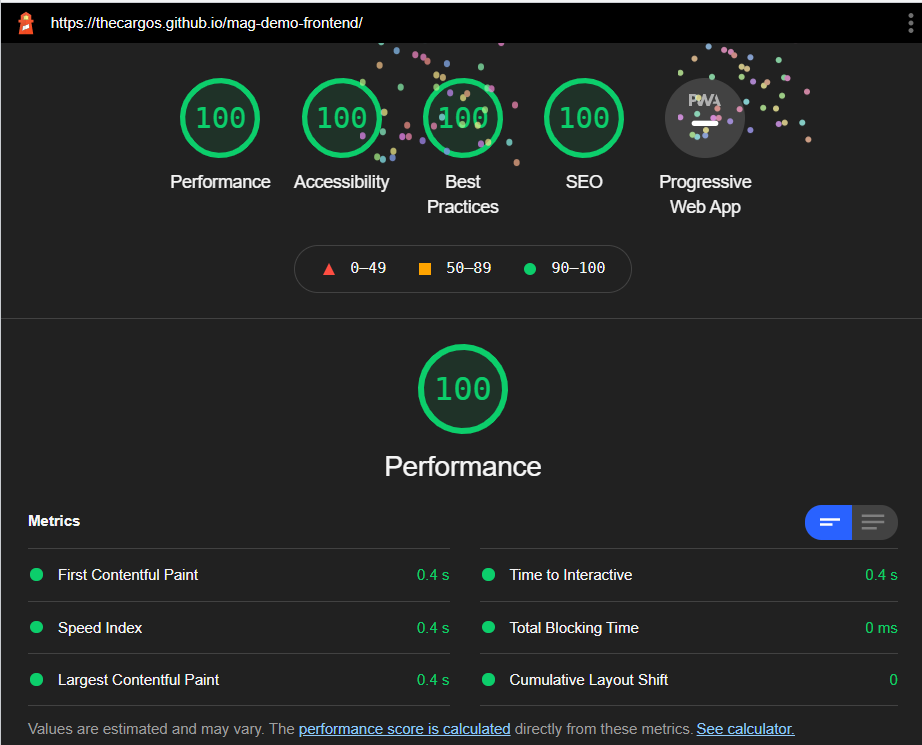 https://thecargos.github.io/mag-demo-frontend/
100 100 100 100 PWA
Performance Accessibility Best Practices SEO Progressive Web App
0–49 50–89 90–100
100
Performance
Metrics
First Contentful Paint 0.4 s
Time to Interactive 0.4 s
Speed Index 0.4 s
Total Blocking Time 0 ms
Largest Contentful Paint 0.4 s
Cumulative Layout Shift 0
Values are estimated and may vary. The performance score is calculated directly from these metrics. See calculator.